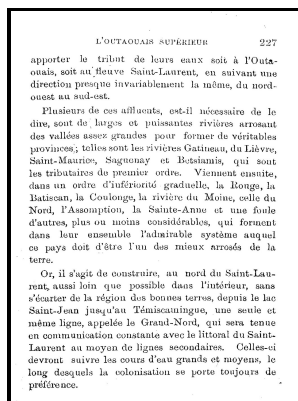 L'OUTAOUAIS SUPÉRIEUR 227
apporter le tribut de leurs eaux soit à l'Outa-
ouais, soit au fleuve Saint-Laurent, en suivant une
direction presque invariablement la même, du nord-
ouest au sud-est.
Plusieurs de ces affluents, est-il nécessaire de le
dire, sont de larges et puissantes rivières arrosant
des vallées assez grandes pour former de véritables
provinces ; telles sont les rivières Gatineau, du Lièvre,
Saint-Maurice, Saguenay et Betsiamis, qui sont
les tributaires de premier ordre. Viennent ensuite,
dans un ordre d'infériorité graduelle, la Rouge, la
Batiscan, la Coulonge, la rivière du Moine, celle du
Nord, l'Assomption, la Sainte-Anne et une foule
d'autres, plus ou moins considérables, qui forment
dans leur ensemble l'admirable système auquel
ce pays doit d'être l'un des mieux arrosés de la
terre.
Or, il s'agit de construire, au nord du Saint-Lau-
rent, aussi loin que possible dans l'intérieur, sans
s'écarter de la région des bonnes terres, depuis le lac
Saint-Jean jusqu'au Témiscamingue, une seule et
même ligne, appelée le Grand-Nord, qui sera tenue
en communication constante avec le littoral du Saint-
Laurent au moyen de lignes secondaires. Celles-ci
devront suivre les cours d'eau grands et moyens, le
long desquels la colonisation se porte toujours de
préférence.